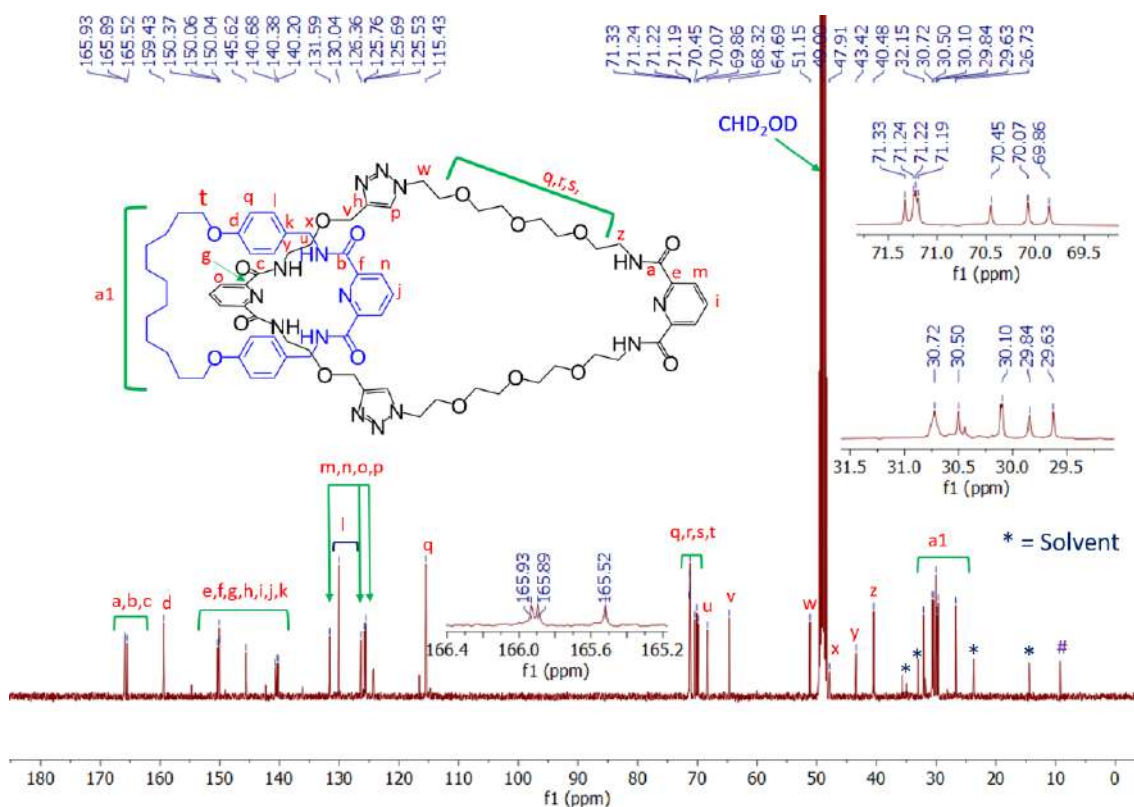 165.93 165.89 165.52 159.43 150.37 150.06 150.04 145.62 140.68 140.38 140.20 131.59 130.04 126.36 125.76 125.69 125.53 115.43 71.33 71.24 71.22 71.19 70.45 70.07 69.86 68.32 64.69 51.15 49.00 47.91 43.42 40.48 32.15 30.72 30.50 30.10 29.84 29.63 26.73
CHD₂OD
71.33 71.24 71.22 71.19 70.45 70.07 69.86
71.5 71.0 70.5 70.0 69.5
f1 (ppm)
N N
N
w
q,r,s,
O O O
h p
t q l
v
O d k x O
u
z
y
NH HN O
O
HN
g c b f n a e m
a1
o N N j N i
O NH HN O HN O
O O
O O O
N
N N
30.72 30.50 30.10 29.84 29.63
31.5 31.0 30.5 30.0 29.5
f1 (ppm)
m,n,o,p
l
* = Solvent
a,b,c d e,f,g,h,i,j,k q q,r,s,t u v w x y z a1
* * * * #
165.93 165.89 165.52
166.4 166.0 165.6 165.2
f1 (ppm)
180 170 160 150 140 130 120 110 100 90 80 70 60 50 40 30 20 10 0
f1 (ppm)